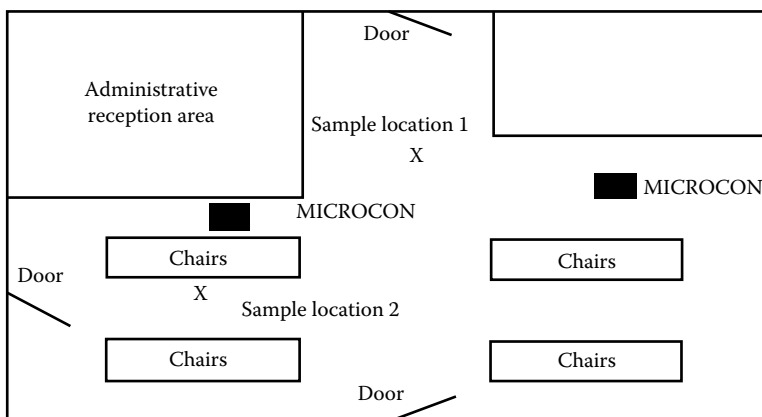 Door
Administrative
reception area
Sample location 1
X
MICROCON
MICROCON
Chairs
Chairs
Door
X
Sample location 2
Chairs
Chairs
Door